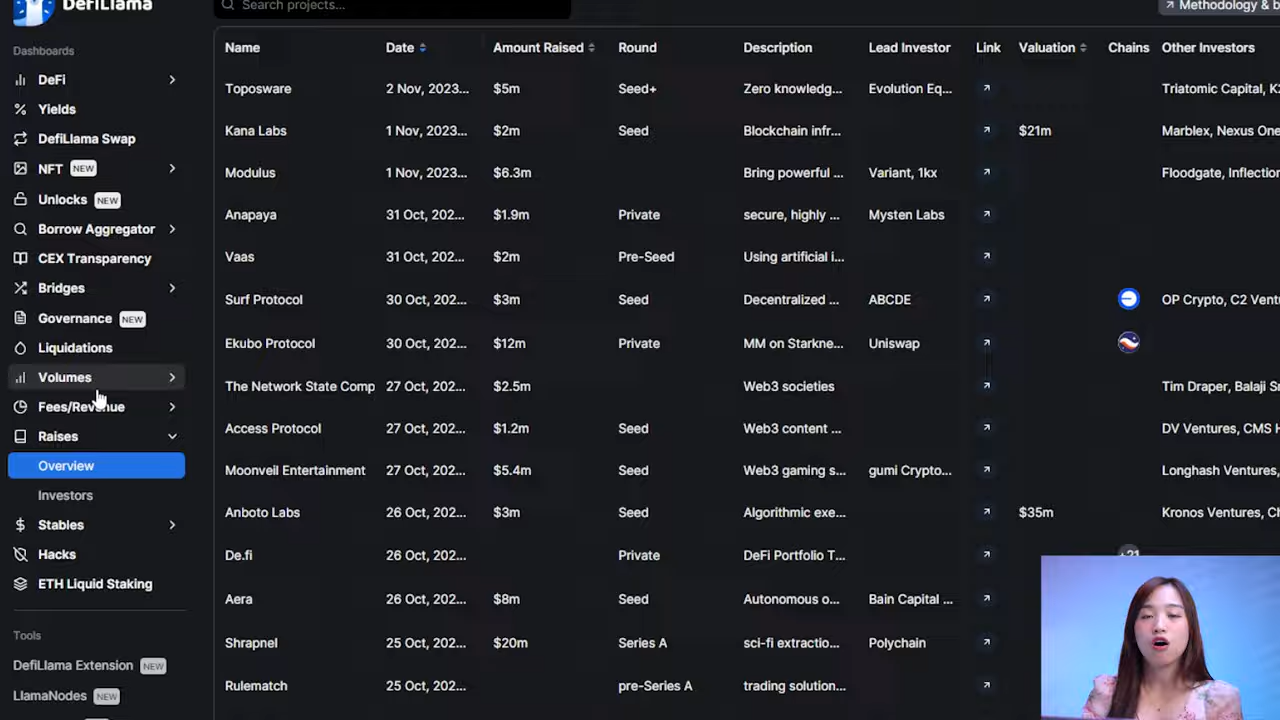 DefiLlama
Search projects...
Methodology & b
Dashboards
DeFi
Yields
DefiLlama Swap
NFT NEW
Unlocks NEW
Borrow Aggregator
CEX Transparency
Bridges
Governance NEW
Liquidations
Volumes
Fees/Revenue
Raises
Overview
Investors
Stables
Hacks
ETH Liquid Staking
Tools
DefiLlama Extension NEW
LlamaNodes NEW
Name Date Amount Raised Round Description Lead Investor Link Valuation Chains Other Investors
Toposware 2 Nov, 2023... $5m Seed+ Zero knowledg... Evolution Eq... Triatomic Capital, K2
Kana Labs 1 Nov, 2023... $2m Seed Blockchain infr... $21m Marblex, Nexus One
Modulus 1 Nov, 2023... $6.3m Bring powerful ... Variant, 1kx Floodgate, Inflection
Anapaya 31 Oct, 202... $1.9m Private secure, highly ... Mysten Labs
Vaas 31 Oct, 202... $2m Pre-Seed Using artificial i...
Surf Protocol 30 Oct, 202... $3m Seed Decentralized ... ABCDE OP Crypto, C2 Ventu
Ekubo Protocol 30 Oct, 202... $12m Private MM on Starkne... Uniswap
The Network State Comp 27 Oct, 202... $2.5m Web3 societies Tim Draper, Balaji S
Access Protocol 27 Oct, 202... $1.2m Seed Web3 content ... DV Ventures, CMS H
Moonveil Entertainment 27 Oct, 202... $5.4m Seed Web3 gaming s... gumi Crypto... Longhash Ventures,
Anboto Labs 26 Oct, 202... $3m Seed Algorithmic exe... $35m Kronos Ventures, Ch
De.fi 26 Oct, 202... Private DeFi Portfolio T... +21
Aera 26 Oct, 202... $8m Seed Autonomous o... Bain Capital ...
Shrapnel 25 Oct, 202... $20m Series A sci-fi extractio... Polychain
Rulematch 25 Oct, 202... pre-Series A trading solution...